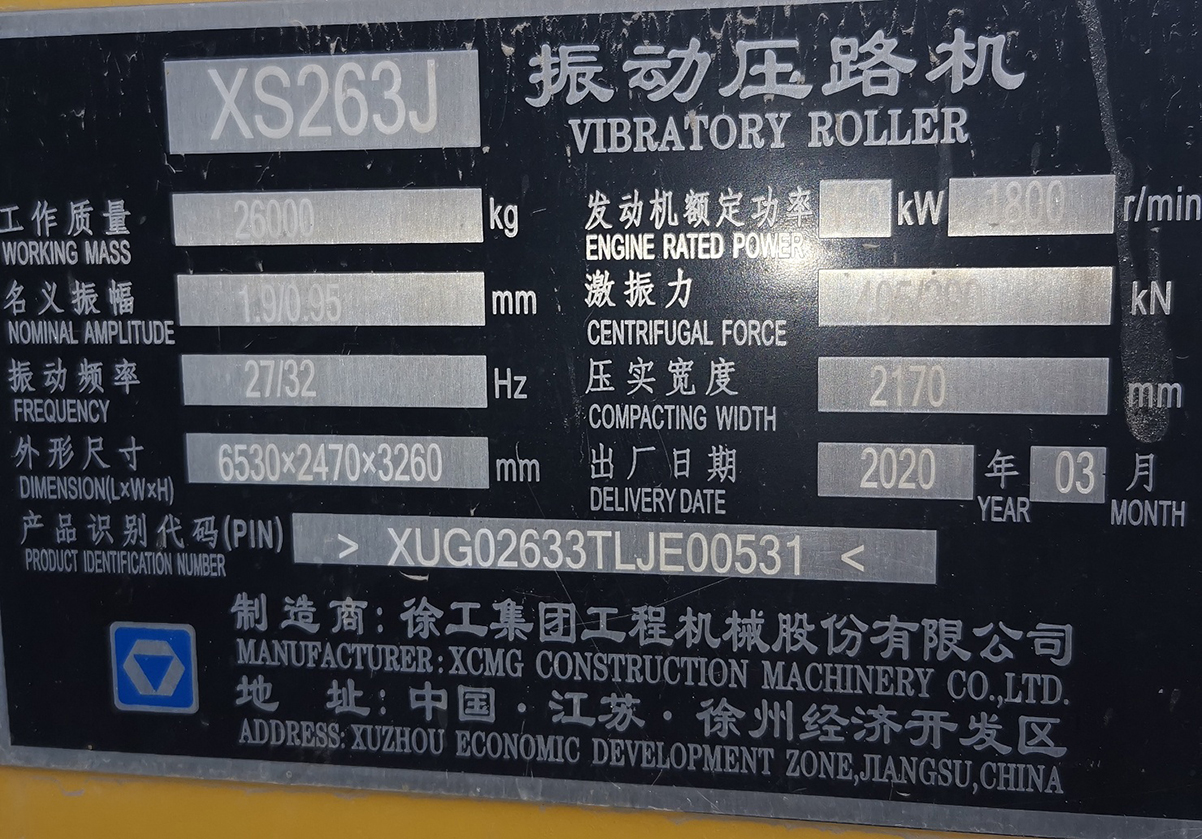 XS263J
振动压路机
VIBRATORY ROLLER
工作质量 26000 kg
WORKING MASS
发动机额定功率 kW 1800 r/min
ENGINE RATED POWER
名义振幅 1.9/0.95 mm
NOMINAL AMPLITUDE
激振力 kN
CENTRIFUGAL FORCE
振动频率 27/32 Hz
FREQUENCY
压实宽度 2170 mm
COMPACTING WIDTH
外形尺寸 6530×2470×3260 mm
DIMENSION(L×W×H)
出厂日期 2020 年 03 月
DELIVERY DATE YEAR MONTH
产品识别代码(PIN) > XUG02633TLJE00531 <
PRODUCT IDENTIFICATION NUMBER
制造商:徐工集团工程机械股份有限公司
MANUFACTURER: XCMG CONSTRUCTION MACHINERY CO.,LTD.
地 址:中国·江苏·徐州经济开发区
ADDRESS: XUZHOU ECONOMIC DEVELOPMENT ZONE,JIANGSU,CHINA